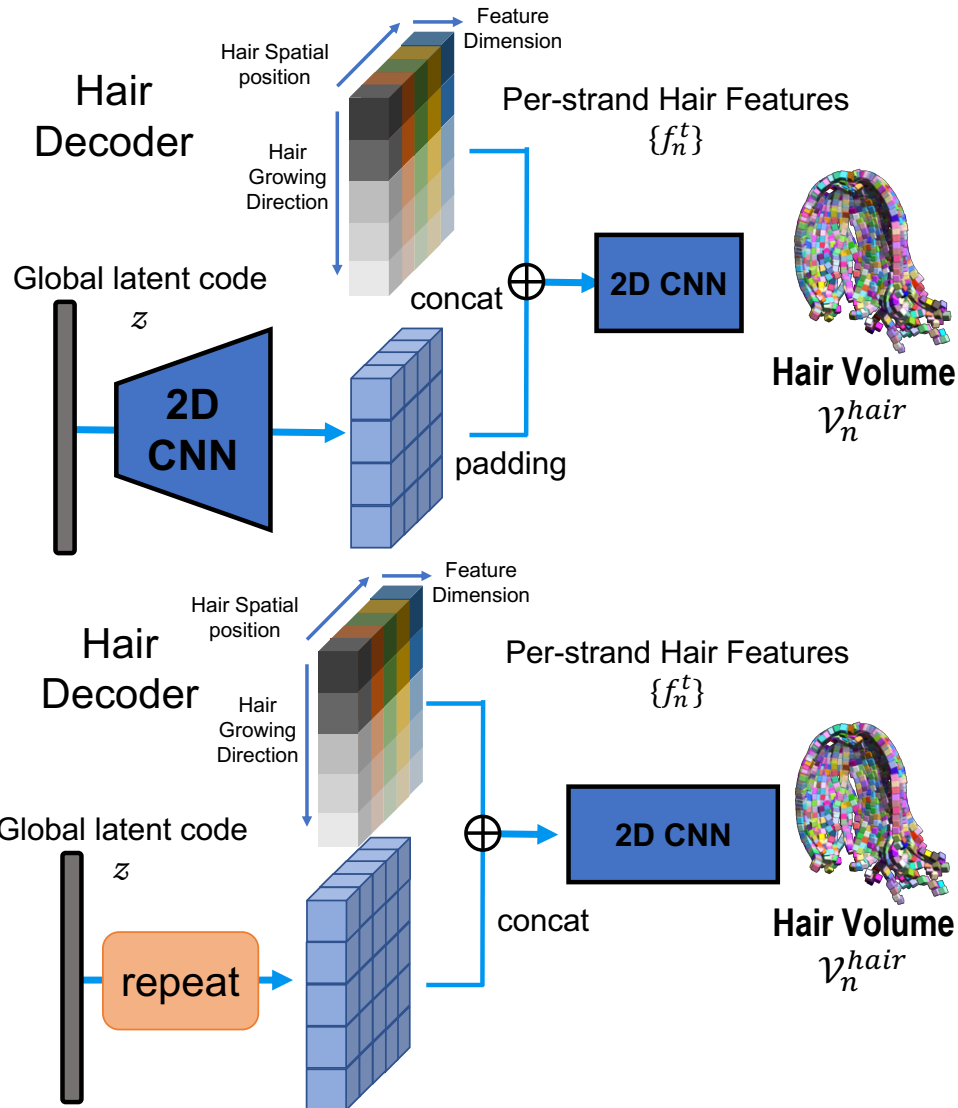 Feature
Dimension
Hair Spatial
position
Hair
Decoder
Per-strand Hair Features
{f_n^t}
Hair
Growing
Direction
Global latent code
z
concat
2D CNN
2D
CNN
padding
Hair Volume
𝒱_n^{hair}
Feature
Dimension
Hair Spatial
position
Hair
Decoder
Per-strand Hair Features
{f_n^t}
Hair
Growing
Direction
Global latent code
z
2D CNN
concat
repeat
Hair Volume
𝒱_n^{hair}